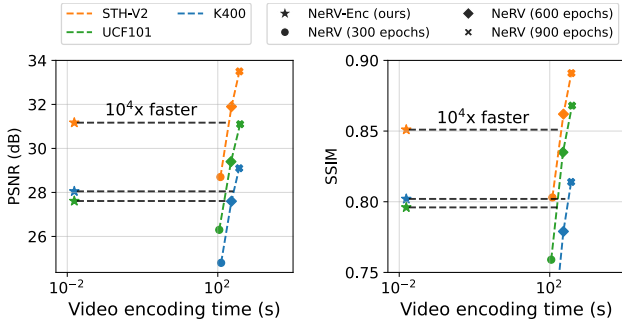 STH-V2
K400
UCF101
NeRV-Enc (ours)
NeRV (600 epochs)
NeRV (300 epochs)
NeRV (900 epochs)
34
32
30
28
26
PSNR (dB)
10⁴x faster
10⁻²
10²
Video encoding time (s)
0.90
0.85
0.80
0.75
SSIM
10⁴x faster
10⁻²
10²
Video encoding time (s)